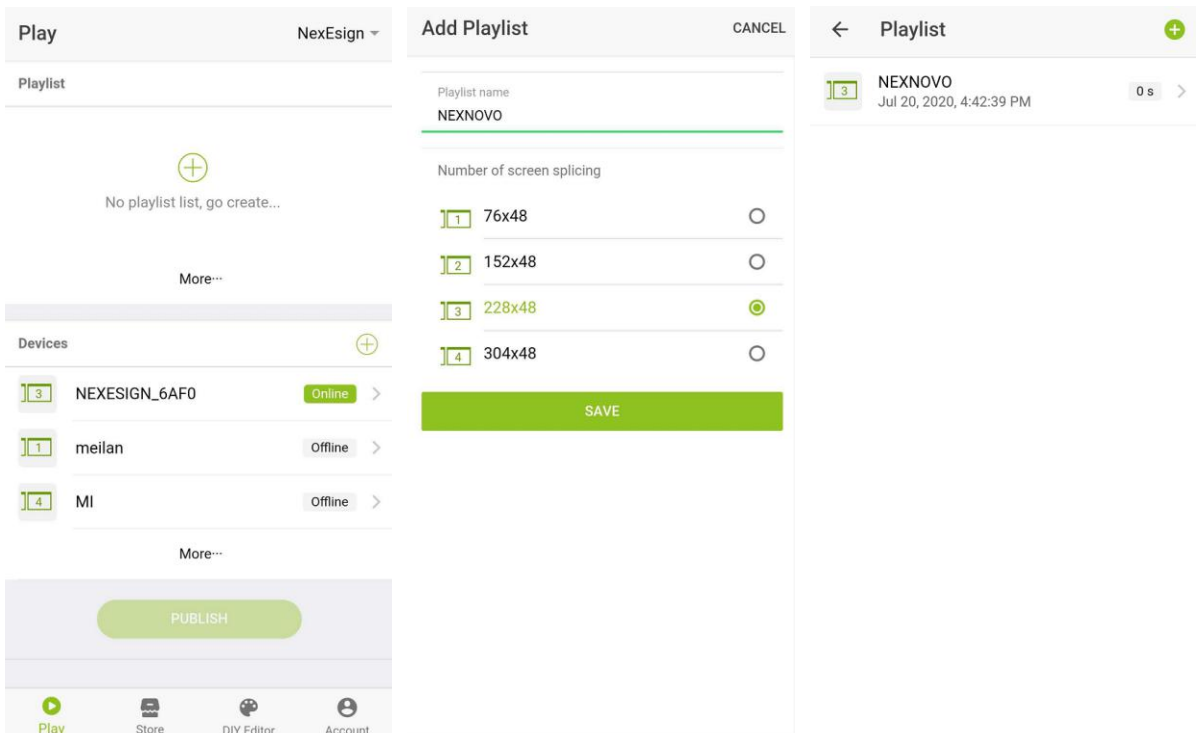 Play
NexEsign
Playlist
No playlist list, go create...
More...
Devices
3
NEXESIGN_6AF0
Online
1
meilan
Offline
4
MI
Offline
More...
PUBLISH
Play
Store
DIY Editor
Account
Add Playlist
CANCEL
Playlist name
NEXNOVO
Number of screen splicing
1
76x48
2
152x48
3
228x48
4
304x48
SAVE
Playlist
3
NEXNOVO
Jul 20, 2020, 4:42:39 PM
0 s